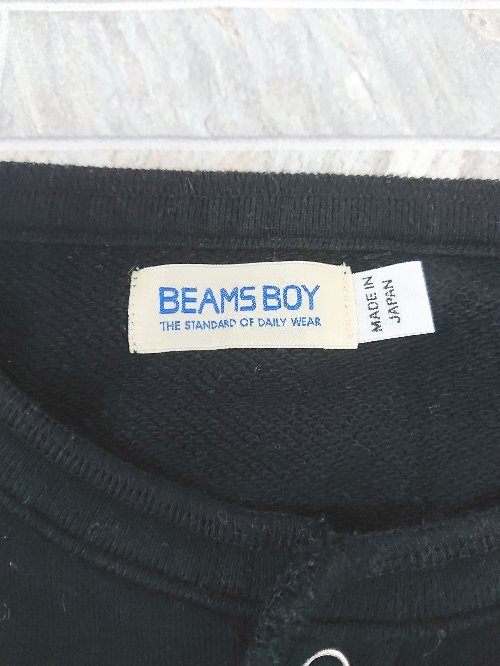 BEAMS BOY
THE STANDARD OF DAILY WEAR
MADE IN
JAPAN